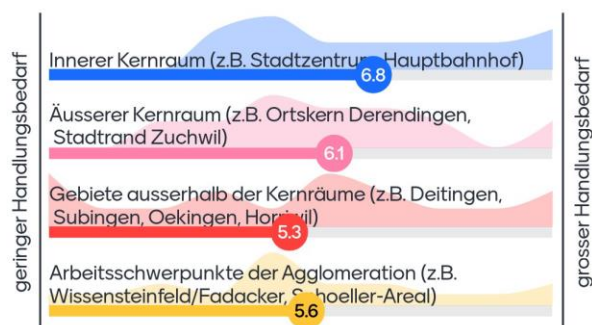 geringer Handlungsbedarf
Innerer Kernraum (z.B. Stadtzentrum, Hauptbahnhof)
6.8
Äusserer Kernraum (z.B. Ortskern Derendingen,
Stadtrand Zuchwil)
6.1
Gebiete ausserhalb der Kernräume (z.B. Deitingen,
Subingen, Oekingen, Horriwil)
5.3
Arbeitsschwerpunkte der Agglomeration (z.B.
Wissensteinfeld/Fadacker, Schoeller-Areal)
5.6
grosser Handlungsbedarf